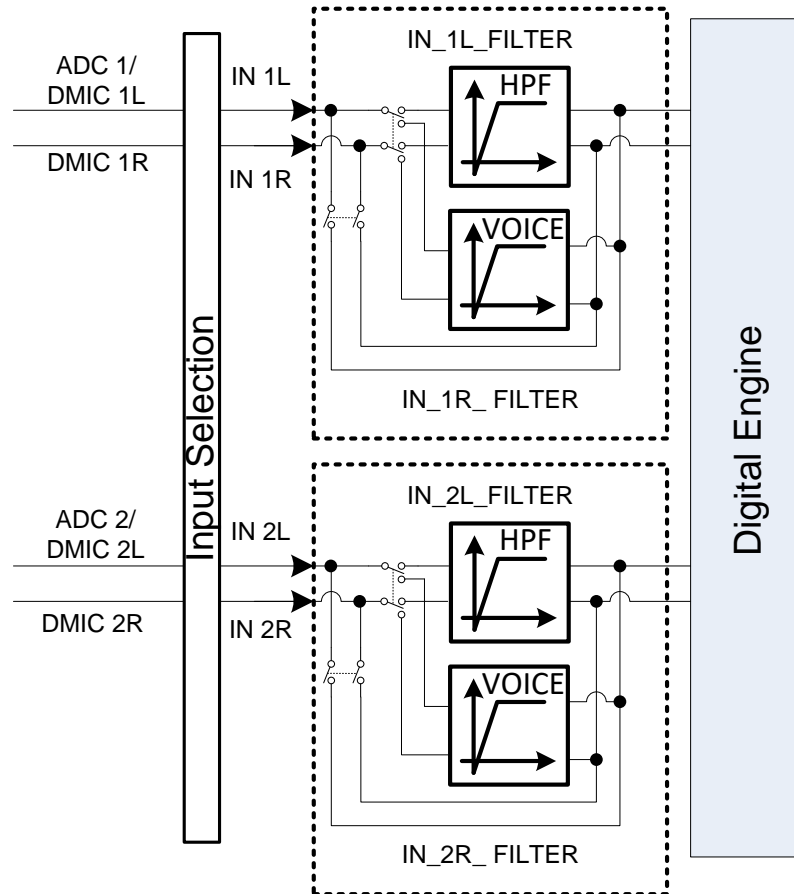 IN_1L_FILTER
ADC 1/
DMIC 1L
IN 1L
HPF
DMIC 1R
IN 1R
VOICE
IN_1R_ FILTER
Input Selection
Digital Engine
IN_2L_FILTER
ADC 2/
DMIC 2L
IN 2L
HPF
DMIC 2R
IN 2R
VOICE
IN_2R_ FILTER